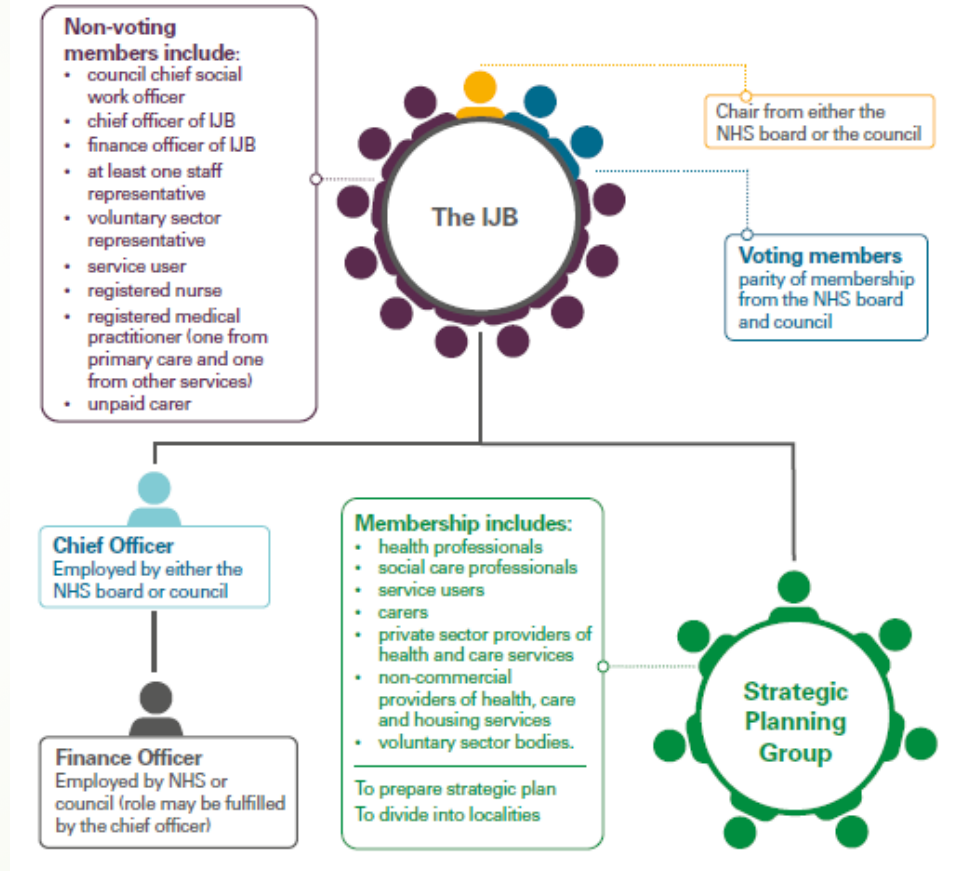 Non-voting
members include:
• council chief social
work officer
• chief officer of IJB
• finance officer of IJB
• at least one staff
representative
• voluntary sector
representative
• service user
• registered nurse
• registered medical
practitioner (one from
primary care and one
from other services)
• unpaid carer
The IJB
Chair from either the
NHS board or the council
Voting members
parity of membership
from the NHS board
and council
Chief Officer
Employed by either the
NHS board or council
Finance Officer
Employed by NHS or
council (role may be fulfilled
by the chief officer)
Membership includes:
• health professionals
• social care professionals
• service users
• carers
• private sector providers of
health and care services
• non-commercial
providers of health, care
and housing services
• voluntary sector bodies.
To prepare strategic plan
To divide into localities
Strategic
Planning
Group